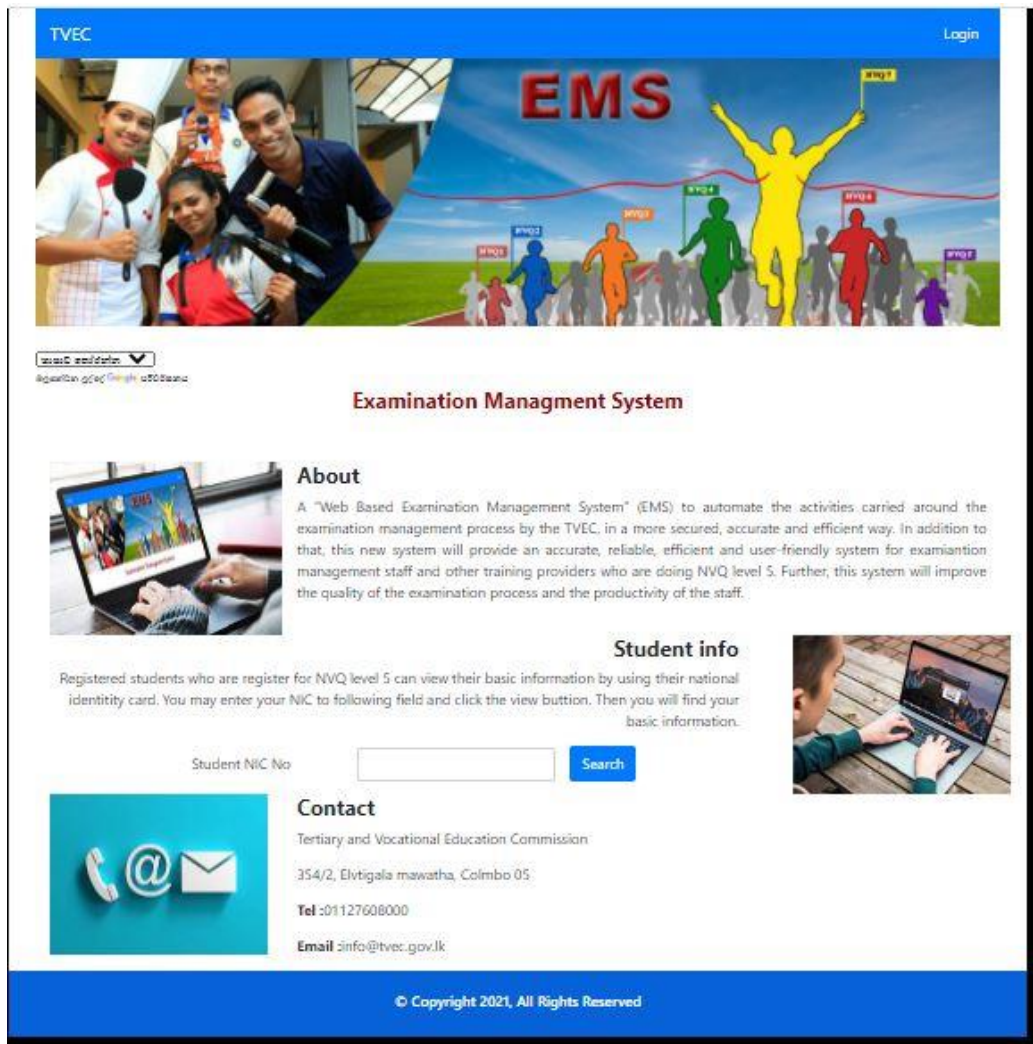 TVEC
Login
EMS
Examination Managment System
About
A "Web Based Examination Management System" (EMS) to automate the activities carried around the
examination management process by the TVEC, in a more secured, accurate and efficient way. In addition to
that, this new system will provide an accurate, reliable, efficient and user-friendly system for examiantion
management staff and other training providers who are doing NVQ level 5. Further, this system will improve
the quality of the examination process and the productivity of the staff.
Student info
Registered students who are register for NVQ level 5 can view their basic information by using their national
identitity card. You may enter your NIC to following field and click the view buttion. Then you will find your
basic information.
Student NIC No
Search
Contact
Tertiary and Vocational Education Commission
354/2, Elvtigala mawatha, Colmbo 05
Tel :01127608000
Email :info@tvec.gov.lk
© Copyright 2021, All Rights Reserved